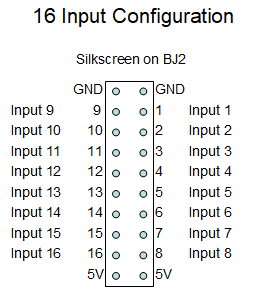 16 Input Configuration
Silkscreen on BJ2
GND GND
Input 9 9 1 Input 1
Input 10 10 2 Input 2
Input 11 11 3 Input 3
Input 12 12 4 Input 4
Input 13 13 5 Input 5
Input 14 14 6 Input 6
Input 15 15 7 Input 7
Input 16 16 8 Input 8
5V 5V